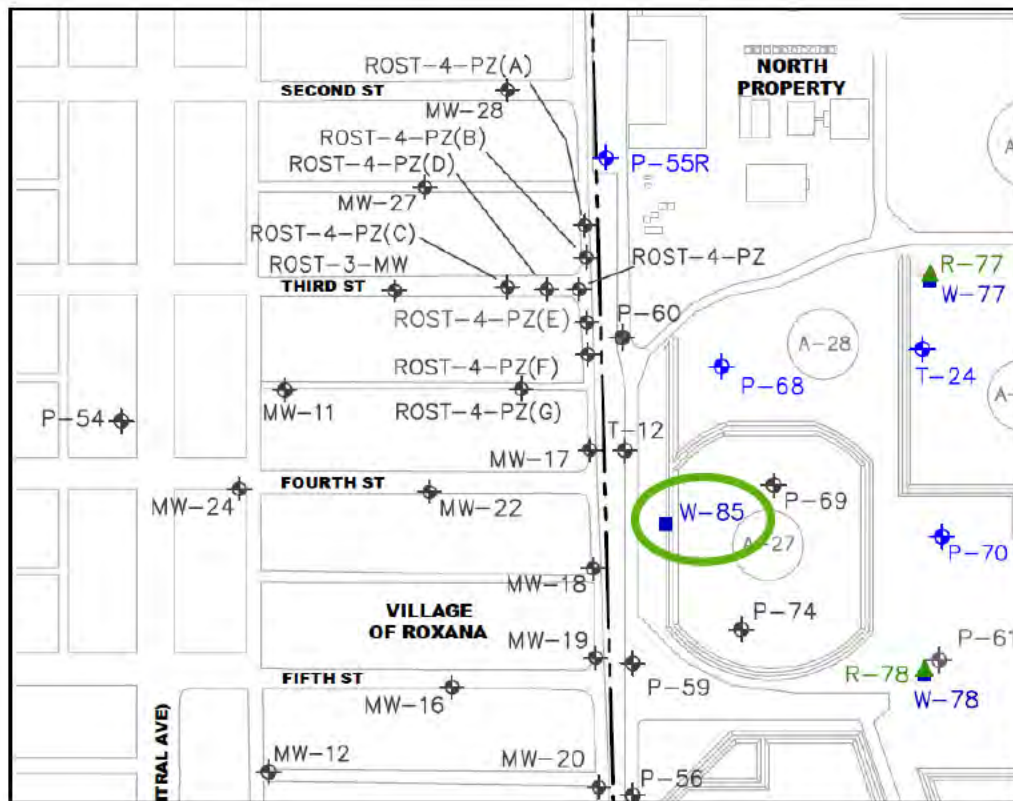 ROST-4-PZ(A)
SECOND ST
MW-28
NORTH
PROPERTY
ROST-4-PZ(B)
ROST-4-PZ(D)
P-55R
MW-27
ROST-4-PZ(C)
ROST-3-MW
THIRD ST
ROST-4-PZ
R-77
W-77
ROST-4-PZ(E)
P-60
A-28
T-24
ROST-4-PZ(F)
P-68
MW-11
ROST-4-PZ(G)
P-54
MW-17
T-12
FOURTH ST
MW-24
MW-22
P-69
W-85
A-27
P-70
MW-18
VILLAGE
OF ROXANA
P-74
MW-19
P-61
FIFTH ST
P-59
R-78
W-78
MW-16
MW-12
MW-20
P-56